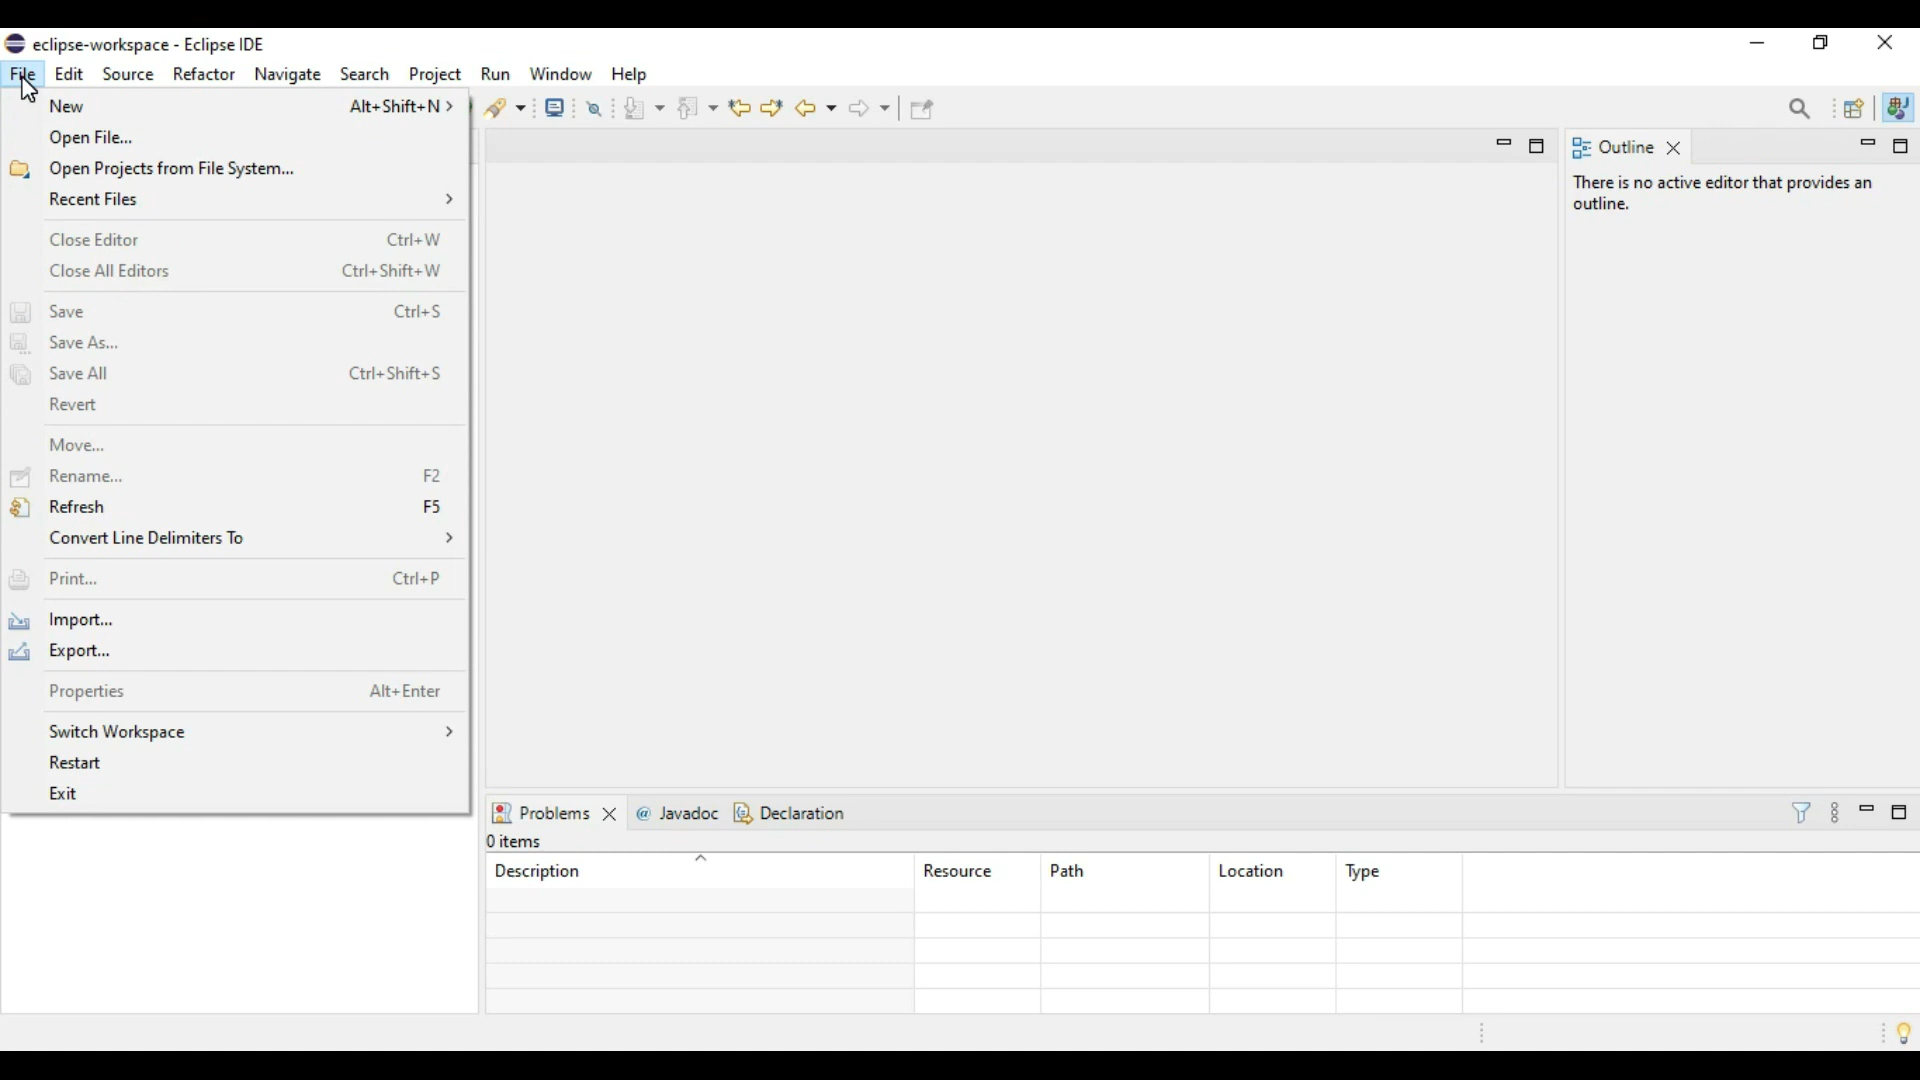 eclipse-workspace - Eclipse IDE
File Edit Source Refactor Navigate Search Project Run Window Help
New Alt+Shift+N
Open File...
Open Projects from File System...
Recent Files
Close Editor Ctrl+W
Close All Editors Ctrl+Shift+W
Save Ctrl+S
Save As...
Save All Ctrl+Shift+S
Revert
Move...
Rename... F2
Refresh F5
Convert Line Delimiters To
Print... Ctrl+P
Import...
Export...
Properties Alt+Enter
Switch Workspace
Restart
Exit
Outline
There is no active editor that provides an
outline.
Problems @ Javadoc Declaration
0 items
Description Resource Path Location Type